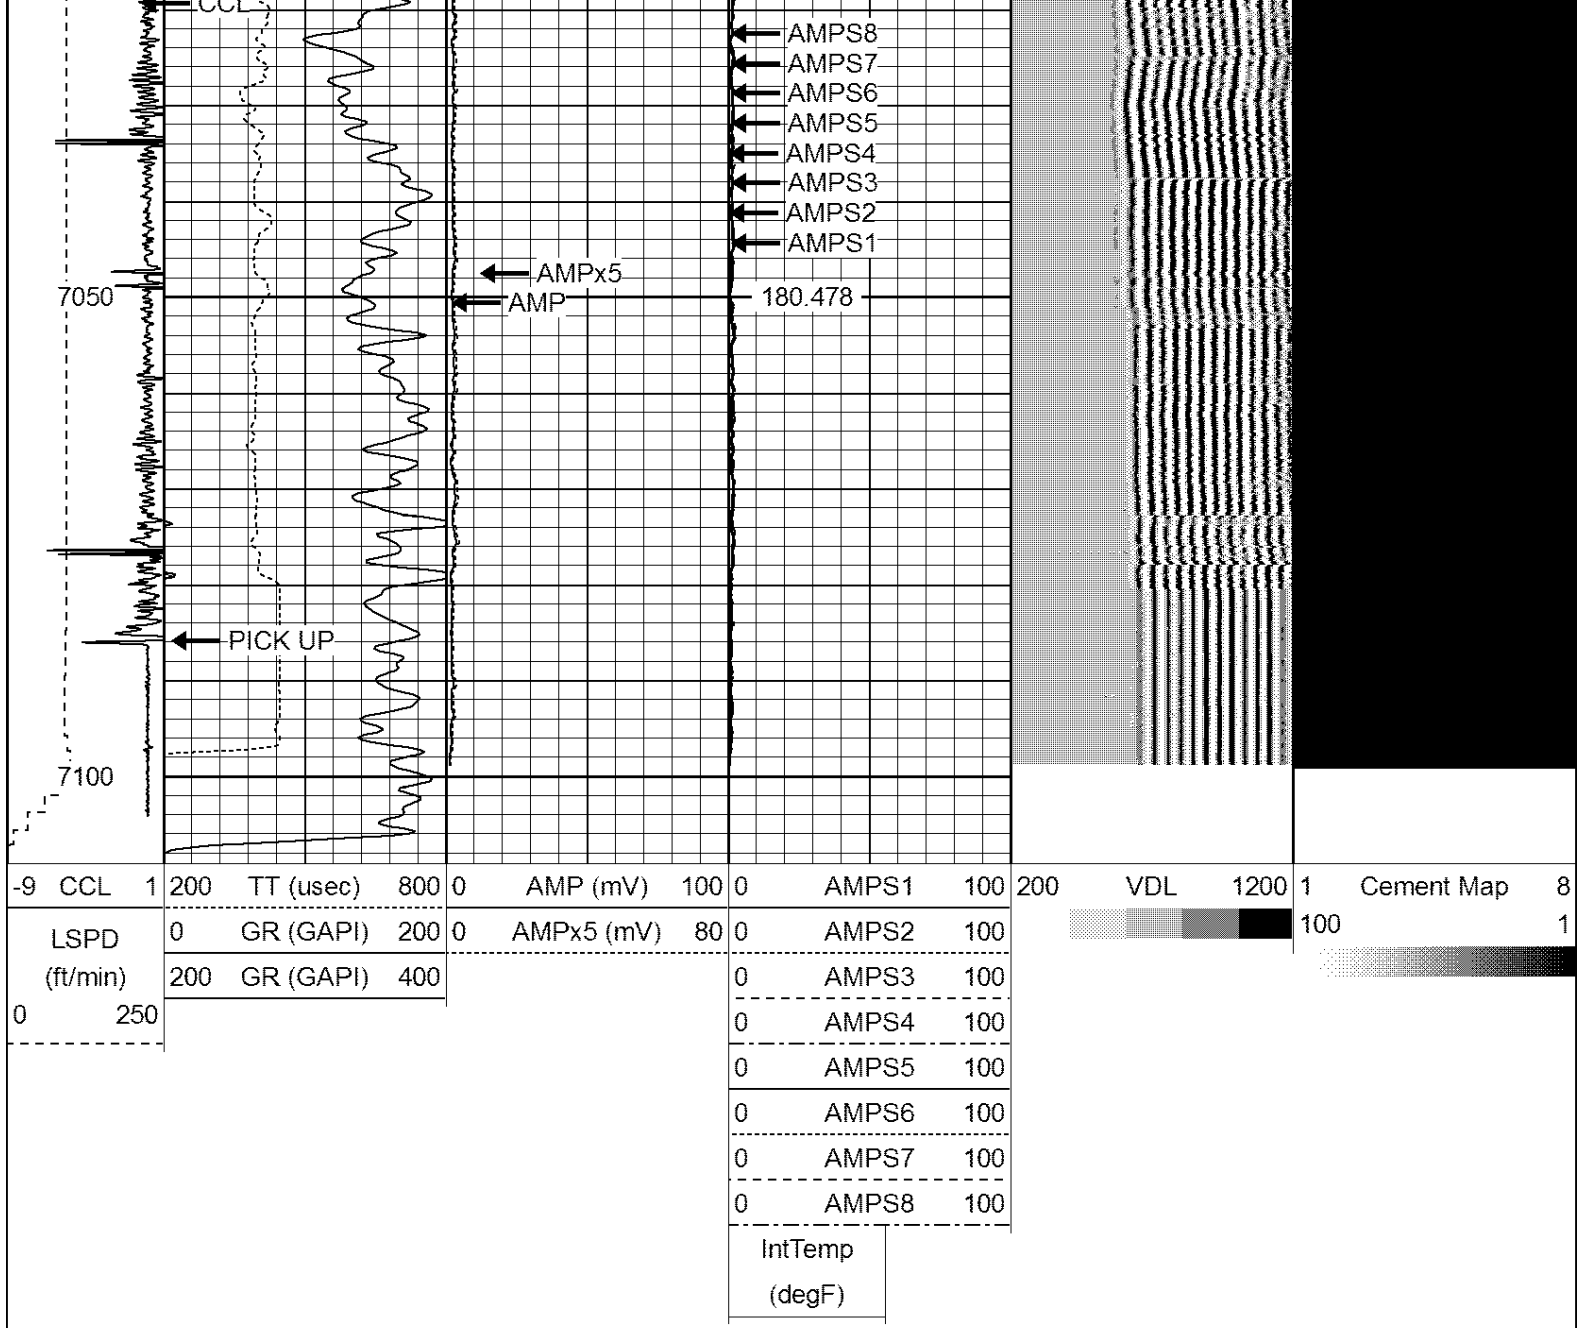 CCL
AMPS8
AMPS7
AMPS6
AMPS5
AMPS4
AMPS3
AMPS2
AMPS1
AMPx5
7050
AMP
180.478
PICK UP
7100
-9 CCL 1
200 TT (usec) 800
0 AMP (mV) 100
0 AMPS1 100
200 VDL 1200
1 Cement Map 8
LSPD
(ft/min)
0 250
0 GR (GAPI) 200
0 AMPx5 (mV) 80
0 AMPS2 100
100 1
200 GR (GAPI) 400
0 AMPS3 100
0 AMPS4 100
0 AMPS5 100
0 AMPS6 100
0 AMPS7 100
0 AMPS8 100
IntTemp
(degF)